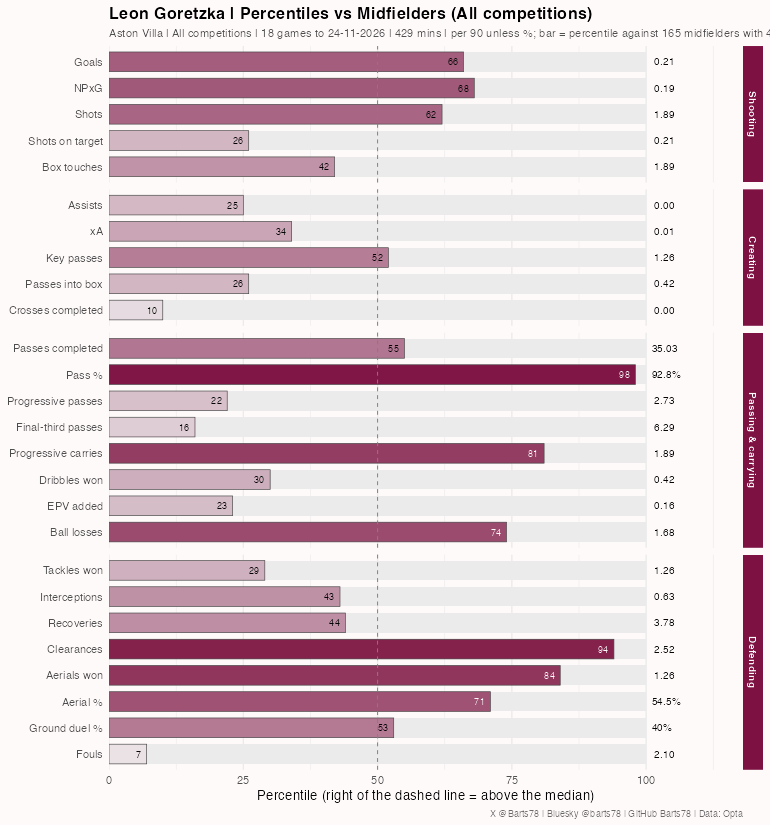 Leon Goretzka | Percentiles vs Midfielders (All competitions)
Aston Villa | All competitions | 18 games to 24-11-2026 | 429 mins | per 90 unless %; bar = percentile against 165 midfielders with 4
Shooting
Goals 66 0.21
NPxG 68 0.19
Shots 62 1.89
Shots on target 26 0.21
Box touches 42 1.89
Creating
Assists 25 0.00
xA 34 0.01
Key passes 52 1.26
Passes into box 26 0.42
Crosses completed 10 0.00
Passing & carrying
Passes completed 55 35.03
Pass % 98 92.8%
Progressive passes 22 2.73
Final-third passes 16 6.29
Progressive carries 81 1.89
Dribbles won 30 0.42
EPV added 23 0.16
Ball losses 74 1.68
Defending
Tackles won 29 1.26
Interceptions 43 0.63
Recoveries 44 3.78
Clearances 94 2.52
Aerials won 84 1.26
Aerial % 71 54.5%
Ground duel % 53 40%
Fouls 7 2.10
0 25 50 75 100
Percentile (right of the dashed line = above the median)
X @Barts78 | Bluesky @barts78 | GitHub Barts78 | Data: Opta